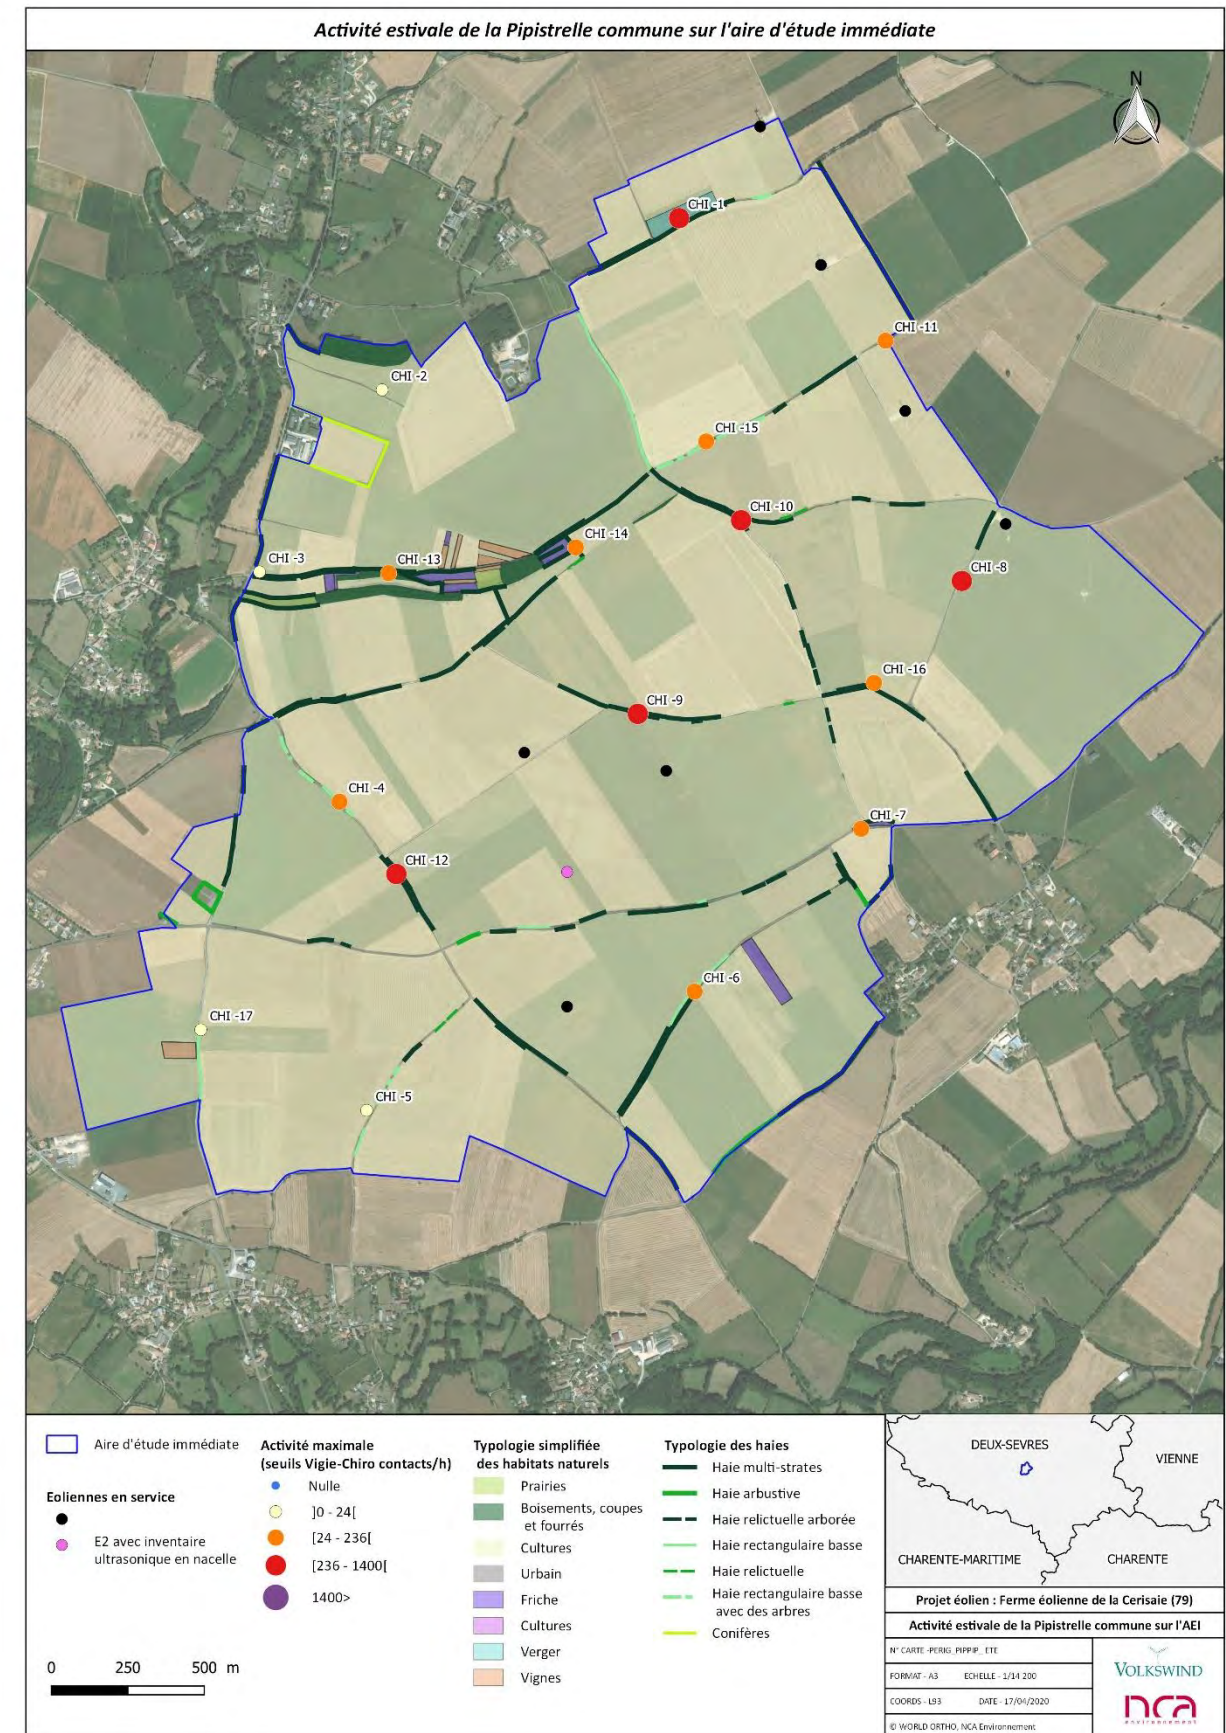 Activité estivale de la Pipistrelle commune sur l'aire d'étude immédiate
N
CHI -1
CHI -11
CHI -2
CHI -15
CHI -10
CHI -14
CHI -3
CHI -13
CHI -8
CHI -16
CHI -9
CHI -4
CHI -7
CHI -12
CHI -6
CHI -17
CHI -5
Aire d'étude immédiate
Eoliennes en service
E2 avec inventaire
ultrasonique en nacelle
0 250 500 m
Activité maximale
(seuils Vigie-Chiro contacts/h)
Nulle
]0 - 24[
[24 - 236[
[236 - 1400[
1400>
Typologie simplifiée
des habitats naturels
Prairies
Boisements, coupes
et fourrés
Cultures
Urbain
Friche
Cultures
Verger
Vignes
Typologie des haies
Haie multi-strates
Haie arbustive
Haie relictuelle arborée
Haie rectangulaire basse
Haie relictuelle
Haie rectangulaire basse
avec des arbres
Conifères
DEUX-SEVRES
VIENNE
CHARENTE-MARITIME
CHARENTE
Projet éolien : Ferme éolienne de la Cerisaie (79)
Activité estivale de la Pipistrelle commune sur l'AEI
N° CARTE -PERIG_PIPPIP_ ETE
FORMAT - A3 ECHELLE - 1/14 200
COORDS - L93 DATE - 17/04/2020
© WORLD ORTHO, NCA Environnement
VOLKSWIND
nca
environnement